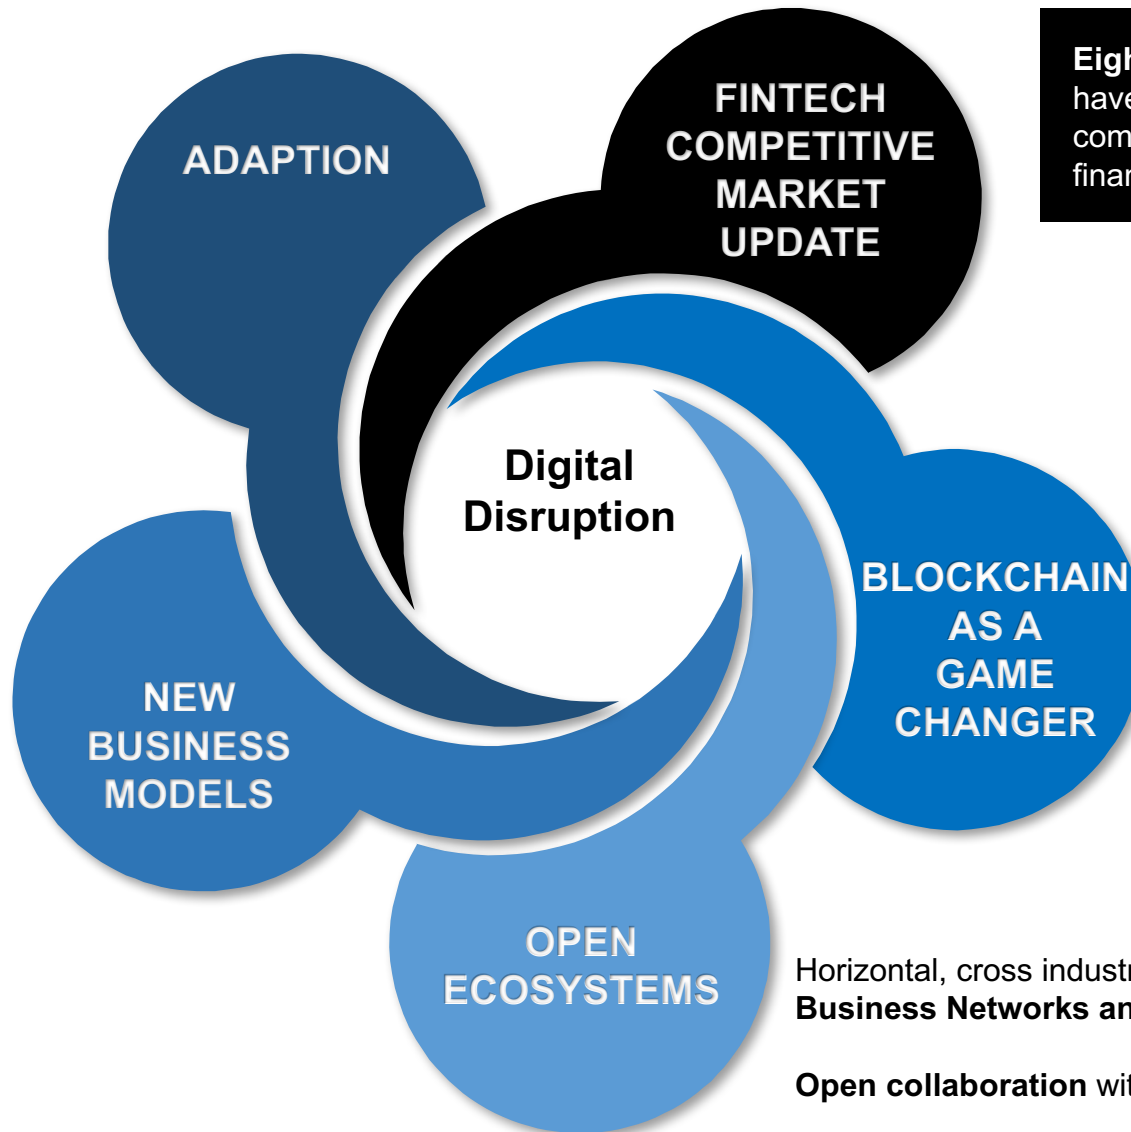 ADAPTION
FINTECH
COMPETITIVE
MARKET
UPDATE
have
Digital
Disruption
BLOCKCHAIN
AS A
GAME
CHANGER
NEW
BUSINESS
MODELS
OPEN
ECOSYSTEMS
Horizontal, cross
Business Networks
Open collaboration